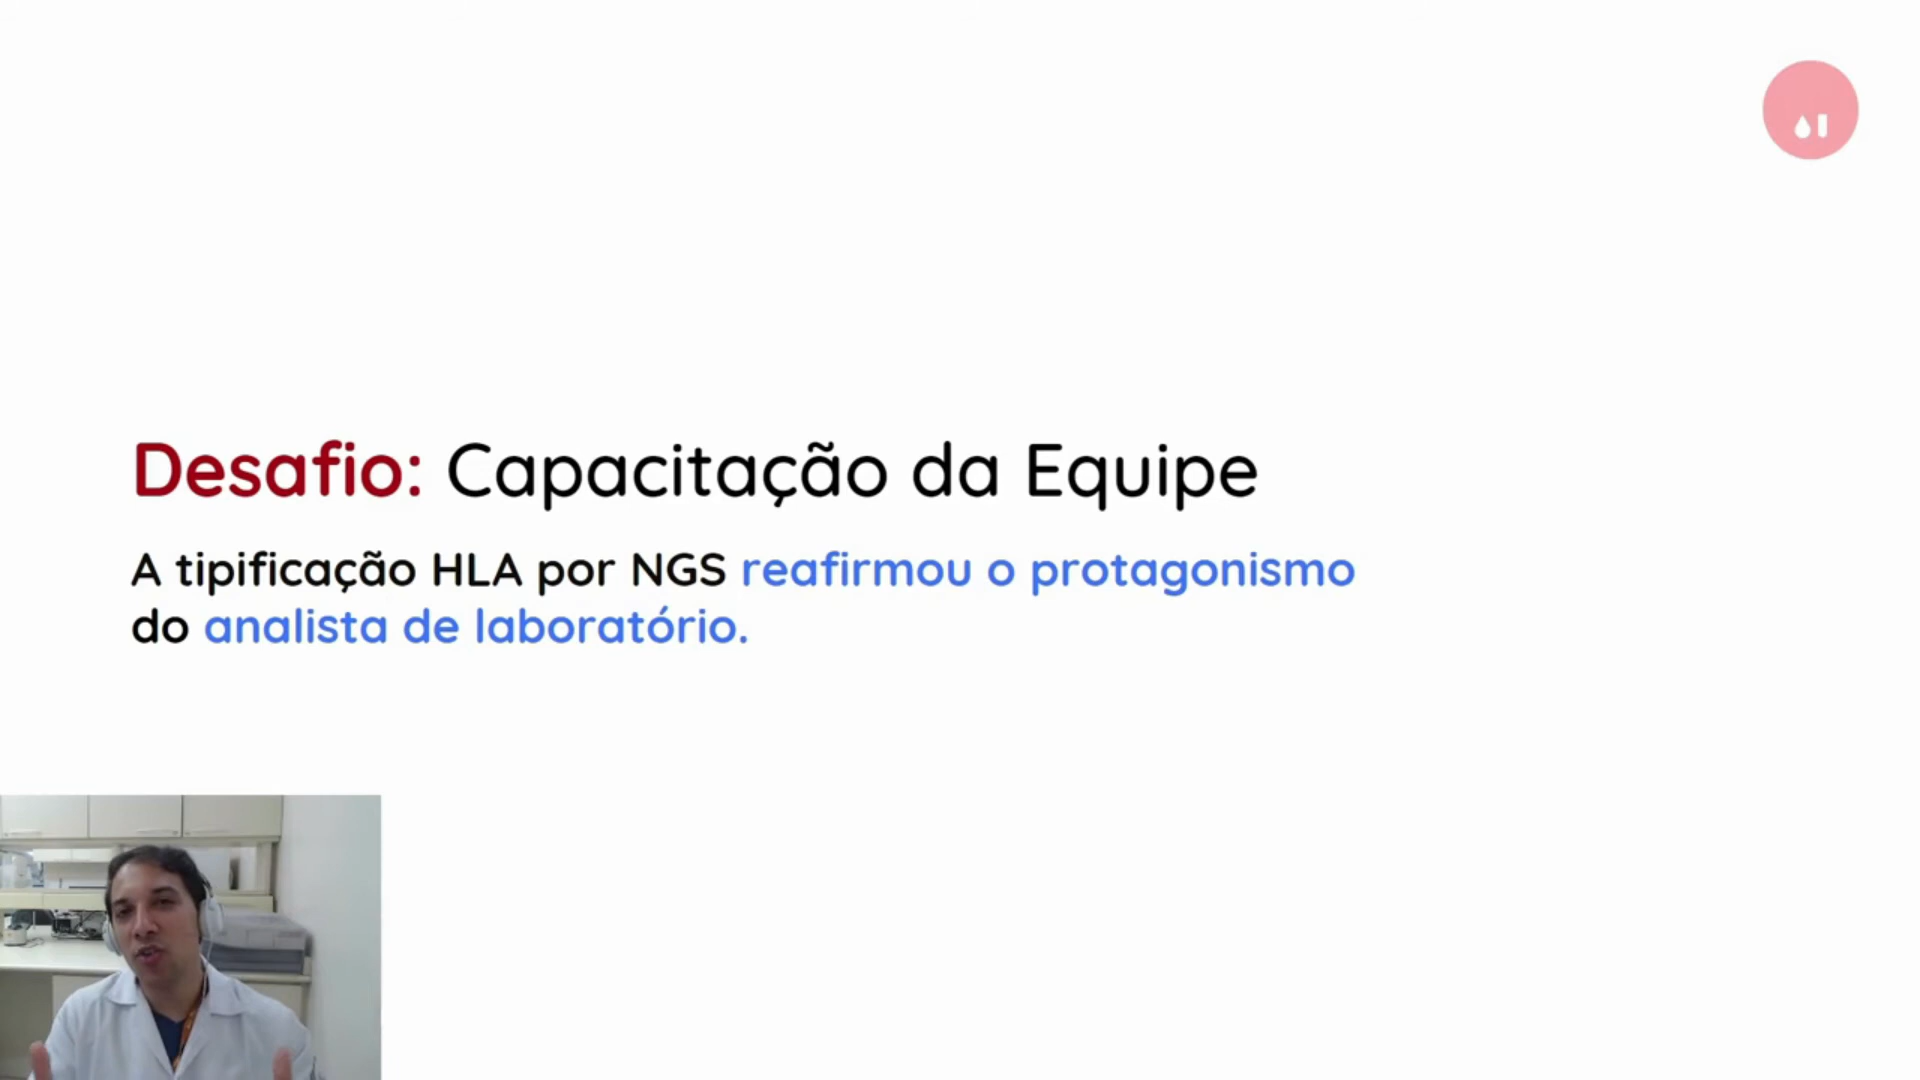 Desafio: Capacitação da Equipe
A tipificação HLA por NGS reafirmou o protagonismo
do analista de laboratório.